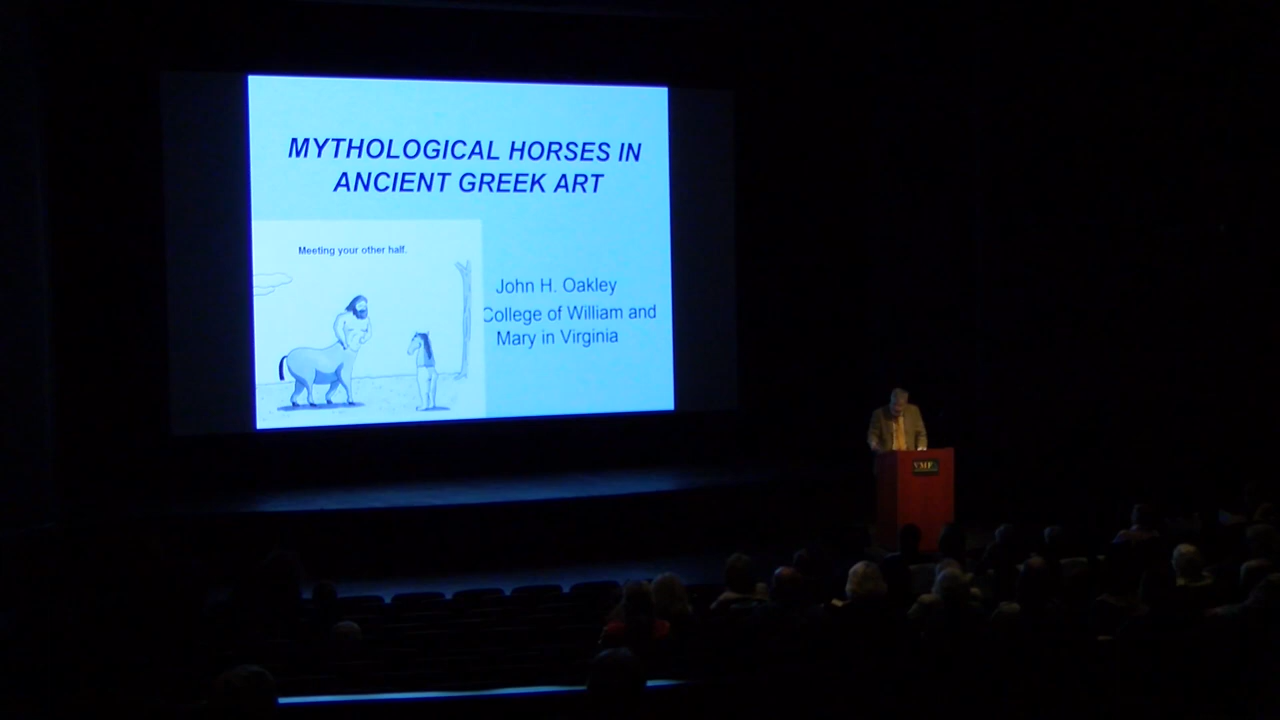 MYTHOLOGICAL HORSES IN
ANCIENT GREEK ART
Meeting your other half.
John H. Oakley
College of William and
Mary in Virginia
VMFA